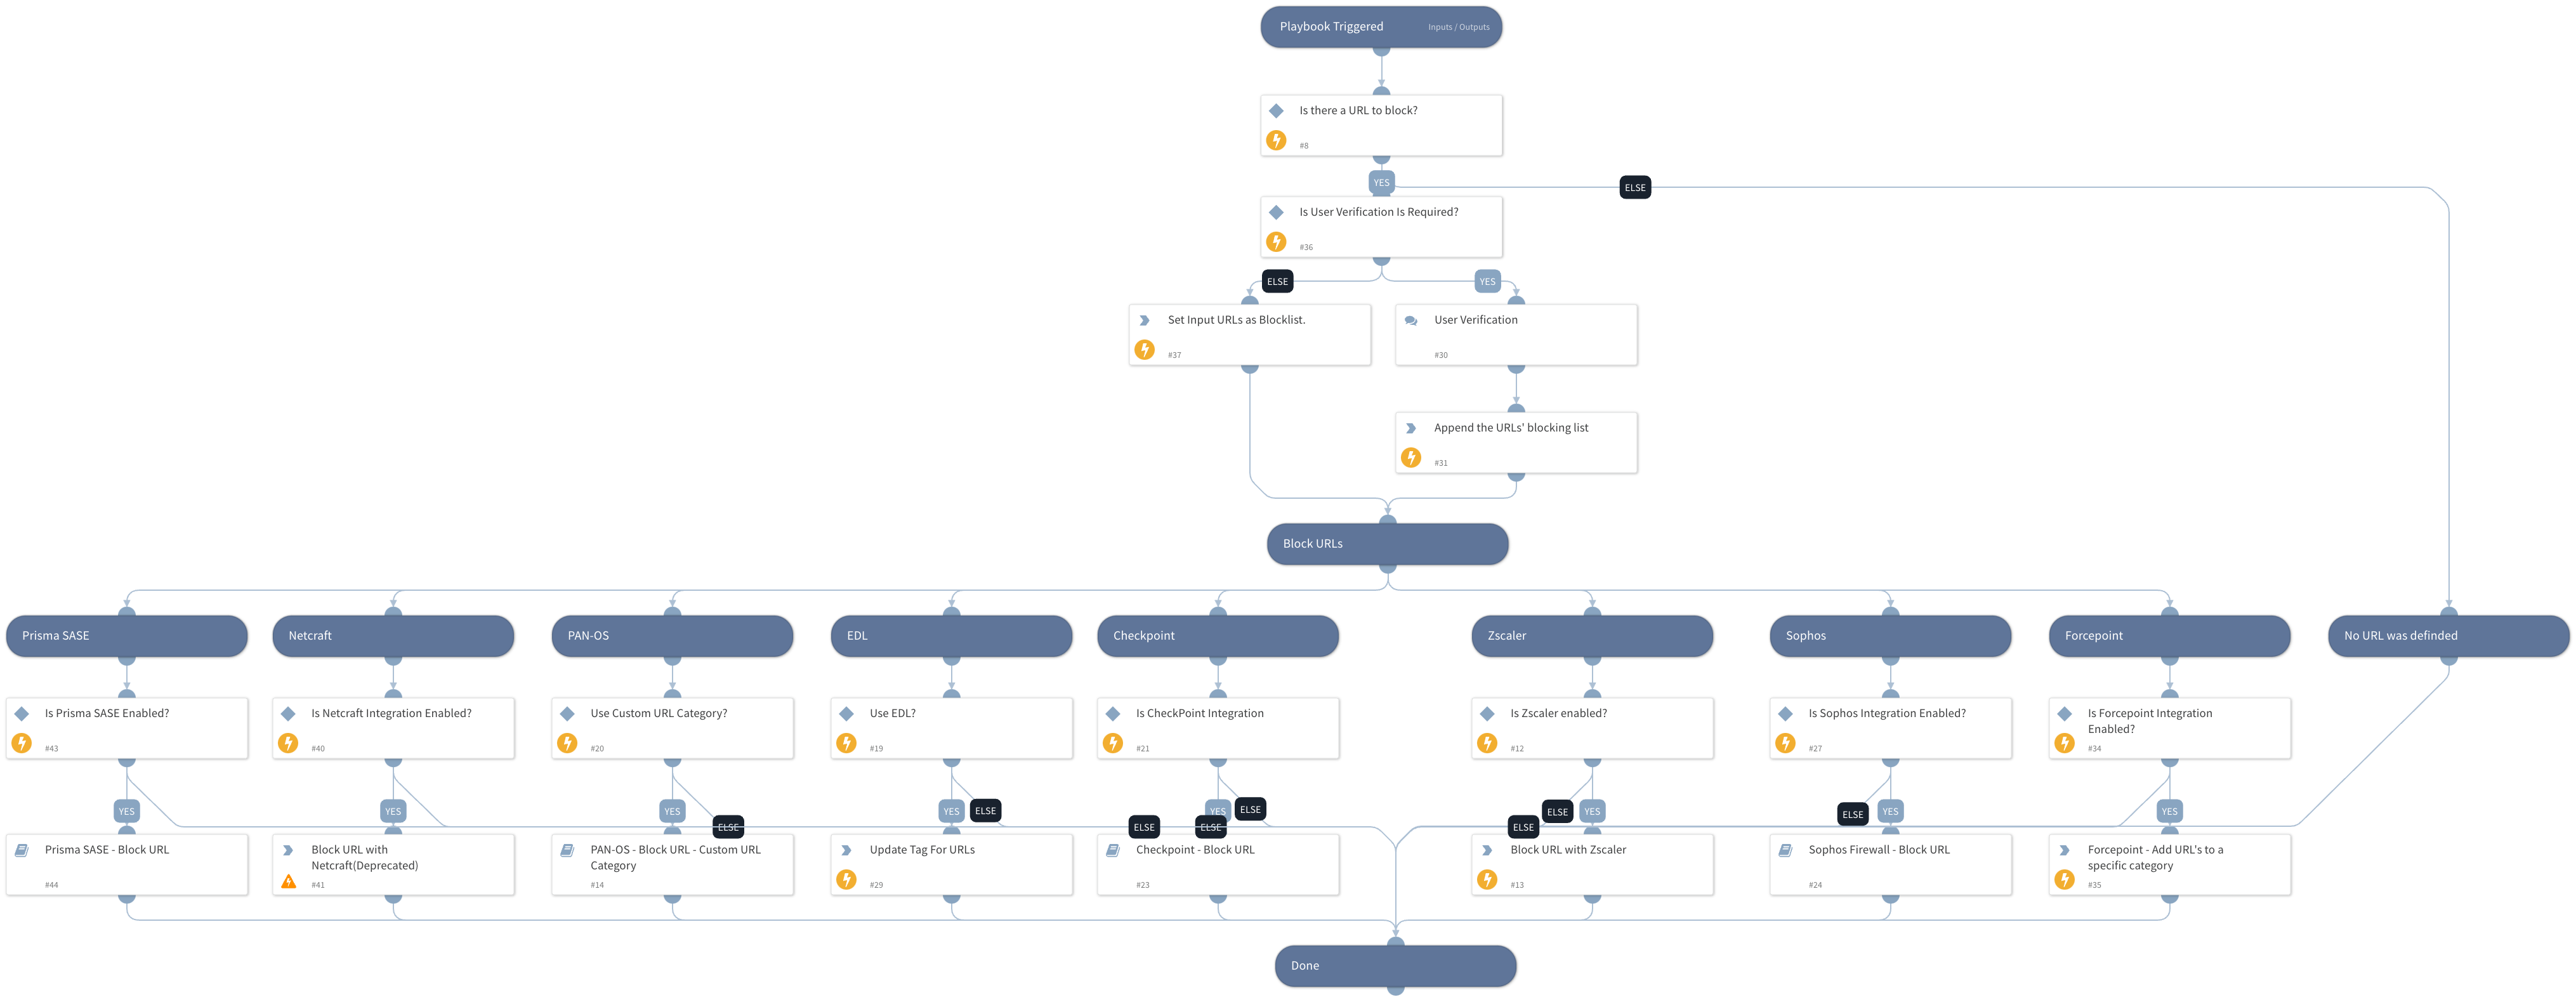 Playbook Triggered
Inputs / Outputs
Is there a URL to block?
#8
YES
ELSE
Is User Verification Is Required?
#36
ELSE
YES
Set Input URLs as Blocklist.
#37
User Verification
#30
Append the URLs' blocking list
#31
Block URLs
Prisma SASE
Netcraft
PAN-OS
EDL
Checkpoint
Zscaler
Sophos
Forcepoint
No URL was definded
Is Prisma SASE Enabled?
#43
Is Netcraft Integration Enabled?
#40
Use Custom URL Category?
#20
Use EDL?
#19
Is CheckPoint Integration
#21
Is Zscaler enabled?
#12
Is Sophos Integration Enabled?
#27
Is Forcepoint Integration
Enabled?
#34
YES
YES
YES
ELSE
YES
ELSE
ELSE
YES
ELSE
ELSE
ELSE
ELSE
YES
ELSE
YES
YES
Prisma SASE - Block URL
#44
Block URL with
Netcraft(Deprecated)
#41
PAN-OS - Block URL - Custom URL
Category
#14
Update Tag For URLs
#29
Checkpoint - Block URL
#23
Block URL with Zscaler
#13
Sophos Firewall - Block URL
#24
Forcepoint - Add URL's to a
specific category
#35
Done